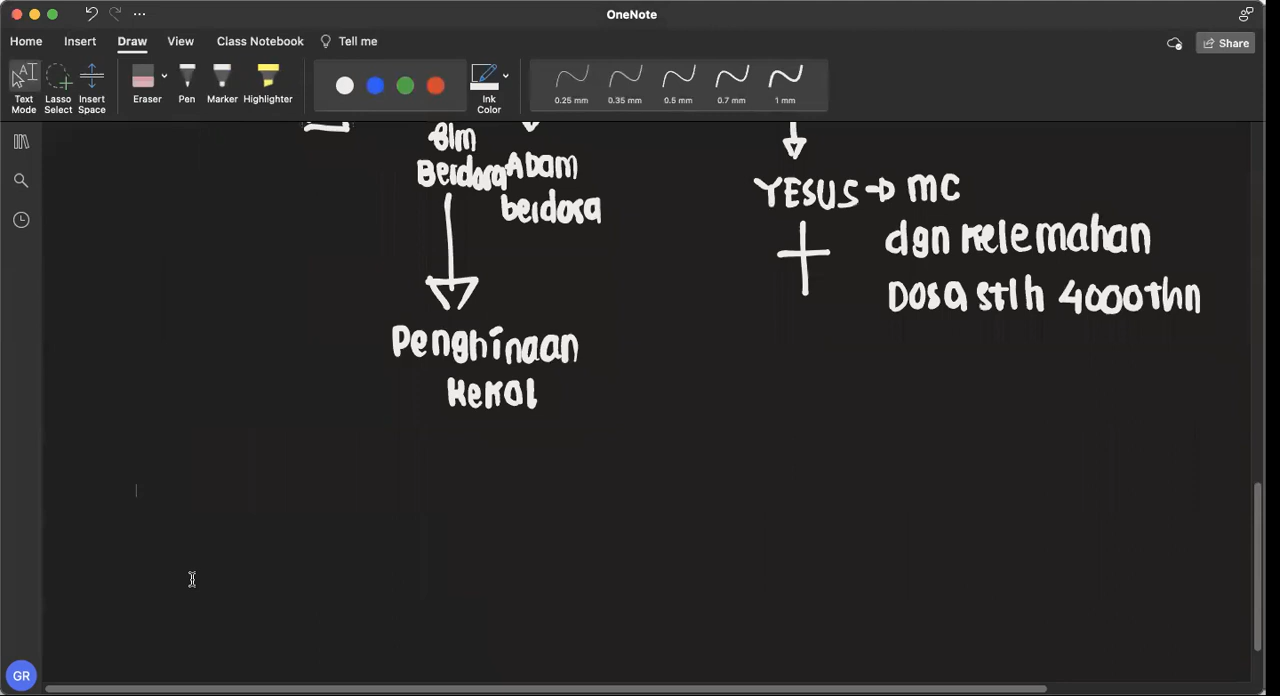 OneNote
Home Insert Draw View Class Notebook Tell me
Share
Text Mode
Lasso Select
Insert Space
Eraser
Pen
Marker
Highlighter
Ink Color
0.25 mm 0.35 mm 0.5 mm 0.7 mm 1 mm
Blm
Berdosa
Adam
berdosa
Penghinaan
Kekal
YESUS → MC
dgn Kelemahan
Dosa stlh 4000thn
GR